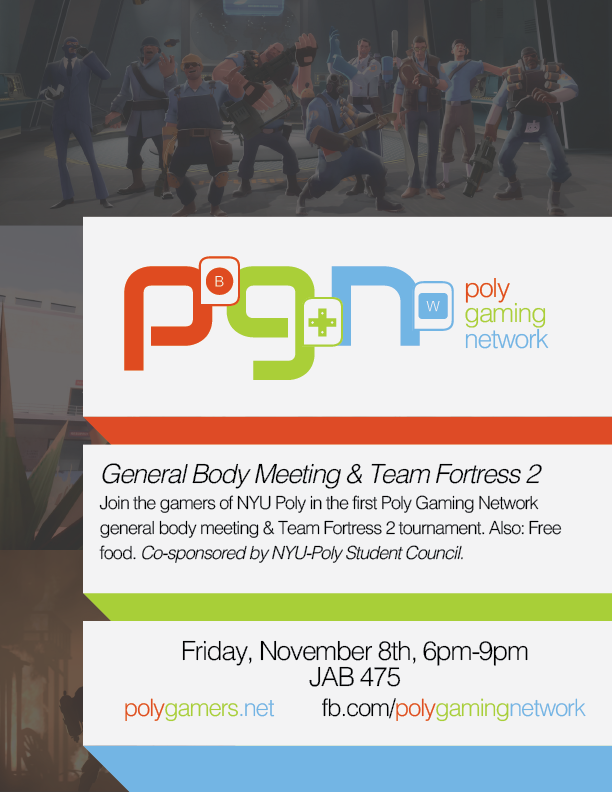 pgn
B
W
poly
gaming
network
General Body Meeting & Team Fortress 2
Join the gamers of NYU Poly in the first Poly Gaming Network
general body meeting & Team Fortress 2 tournament. Also: Free
food. Co-sponsored by NYU-Poly Student Council.
Friday, November 8th, 6pm-9pm
JAB 475
polygamers.net fb.com/polygamingnetwork